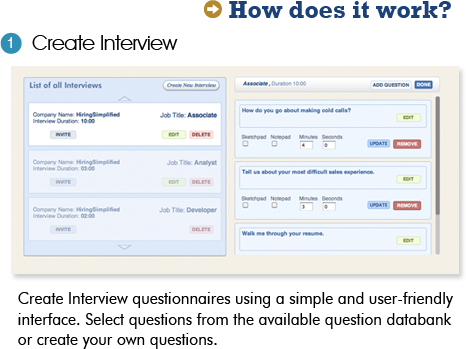 How does it work?
1 Create Interview
List of all Interviews
Create New Interview
Company Name: HiringSimplified
Job Title: Associate
Interview Duration: 10:00
INVITE EDIT DELETE
Company Name: HiringSimplified
Job Title: Analyst
Interview Duration: 03:00
INVITE EDIT DELETE
Company Name: HiringSimplified
Job Title: Developer
Interview Duration: 02:00
INVITE DELETE
Associate, Duration 10:00 ADD QUESTION DONE
How do you go about making cold calls?
EDIT
Sketchpad Notepad Minutes Seconds
4 0 UPDATE REMOVE
Tell us about your most difficult sales experience.
EDIT
Sketchpad Notepad Minutes Seconds
3 0 UPDATE REMOVE
Walk me through your resume.
EDIT
Create Interview questionnaires using a simple and user-friendly
interface. Select questions from the available question databank
or create your own questions.